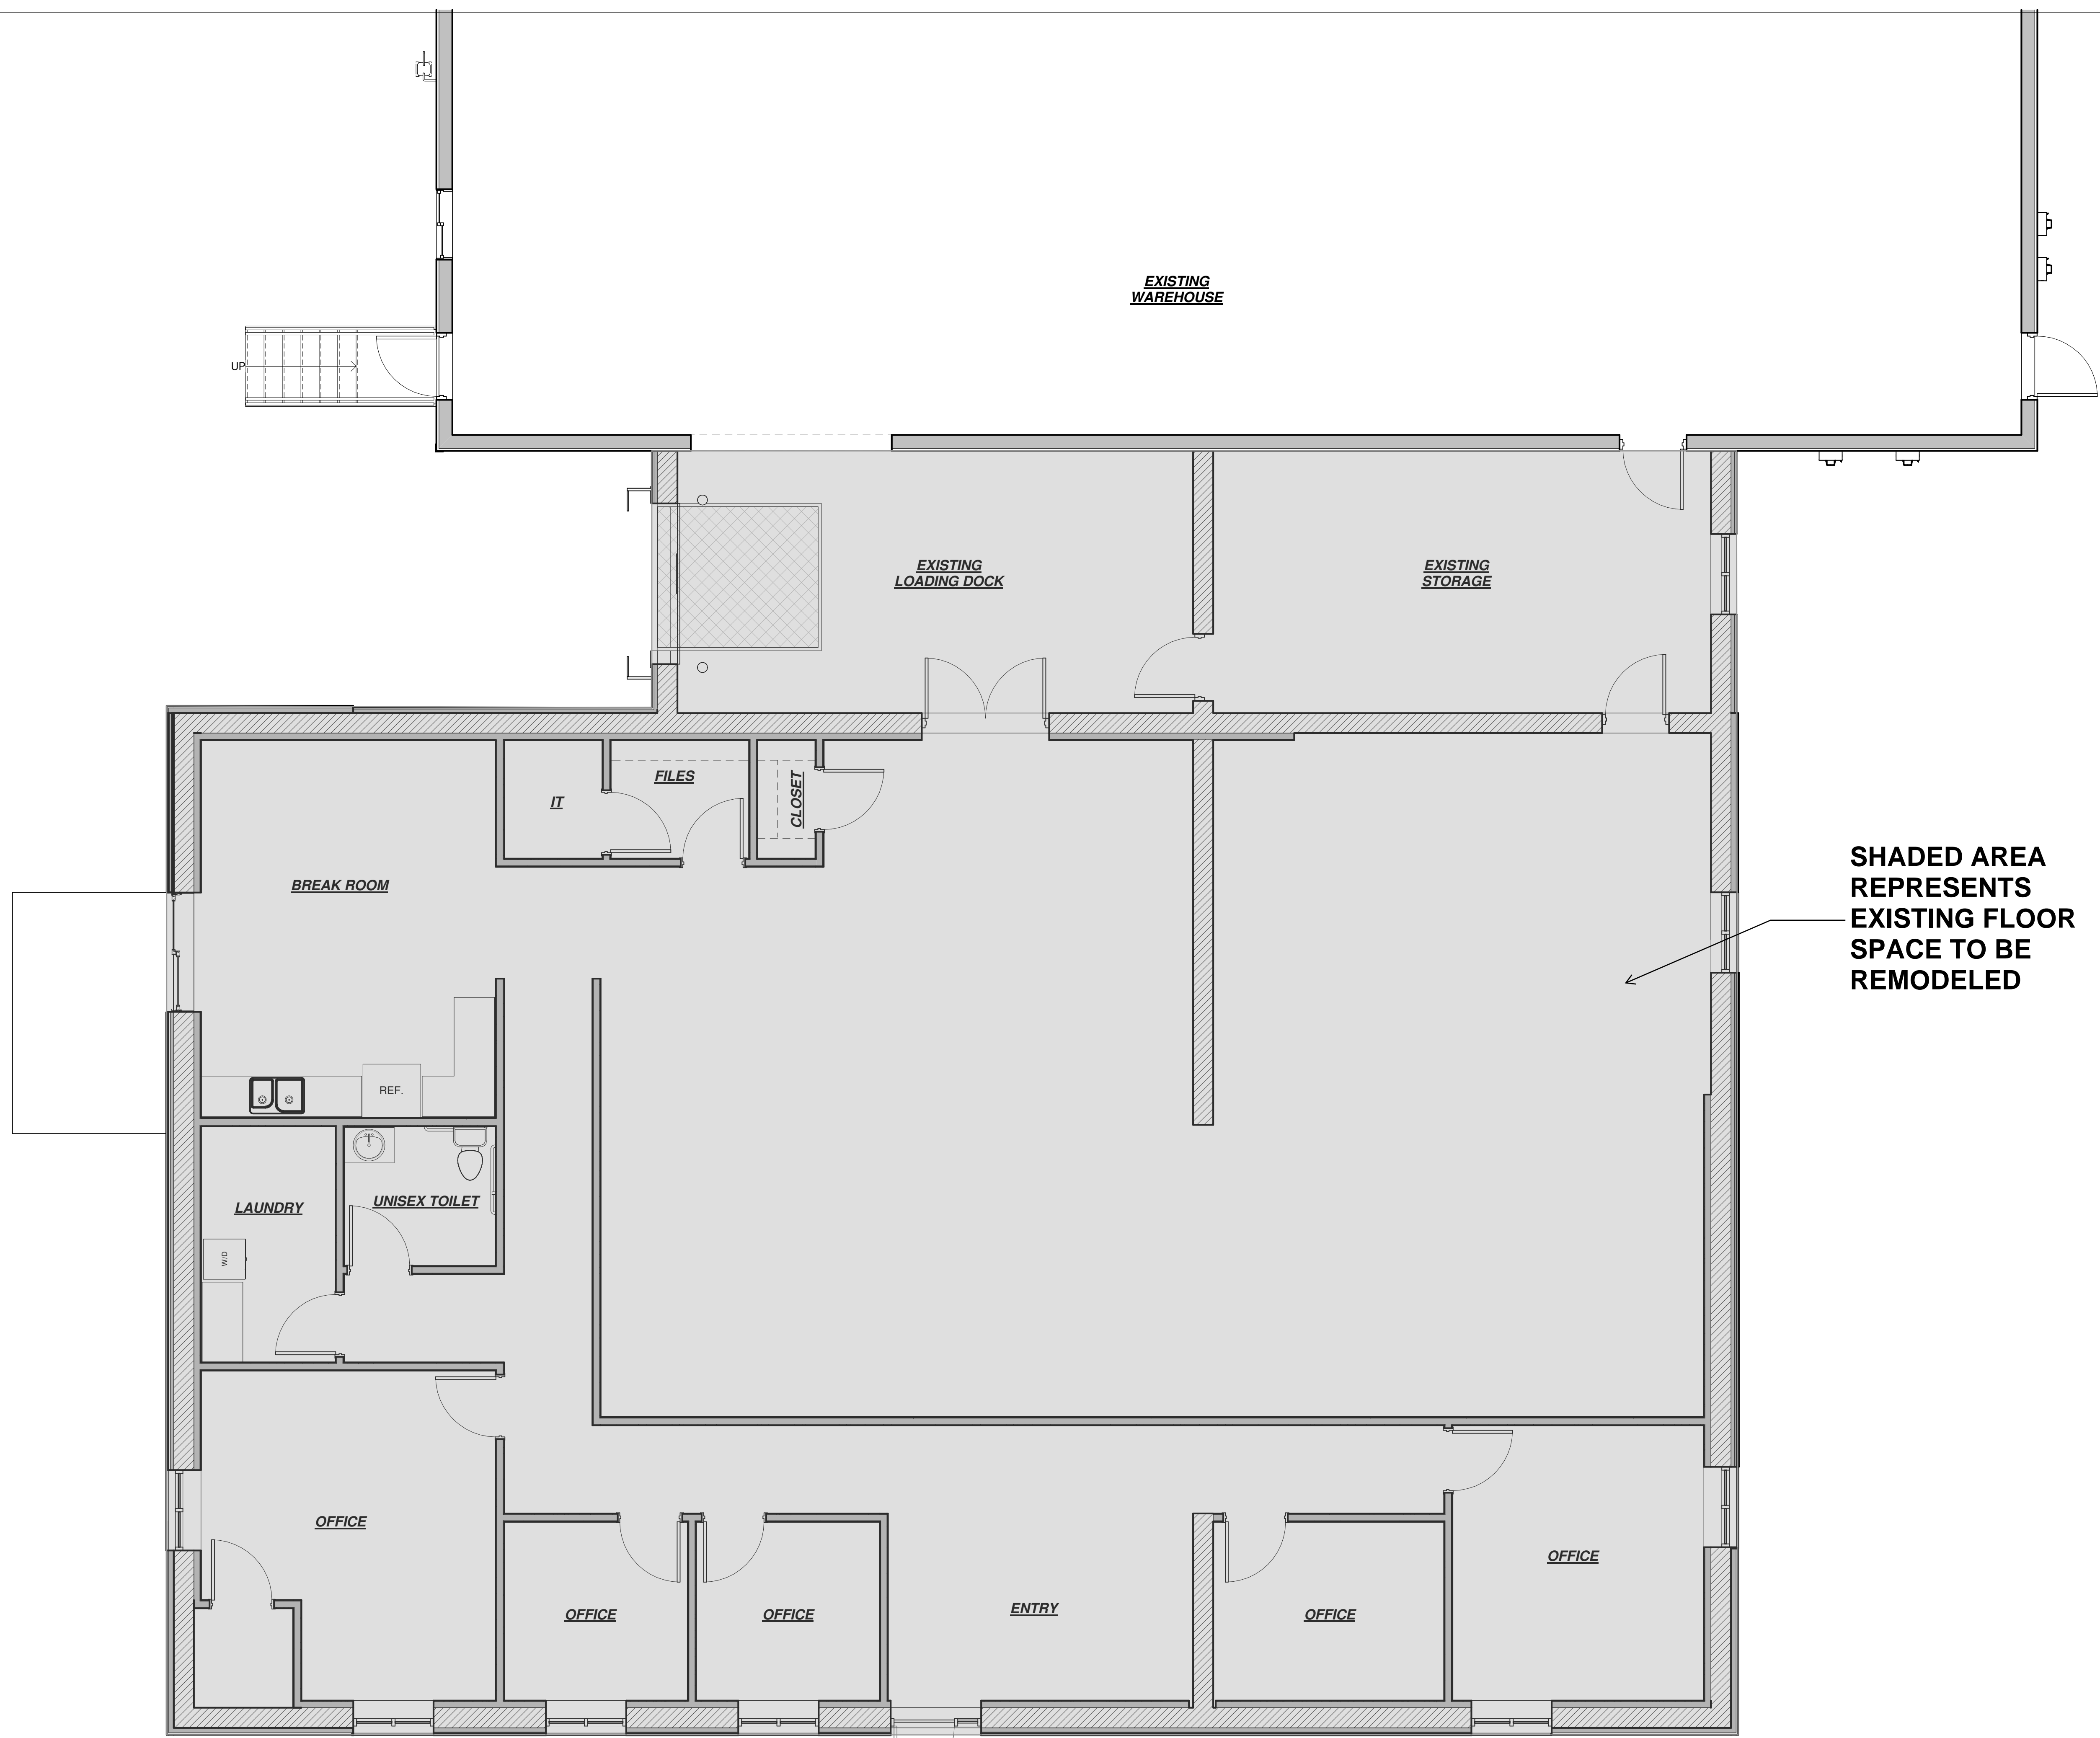 EXISTING
WAREHOUSE
UP
EXISTING
LOADING DOCK
EXISTING
STORAGE
IT
FILES
CLOSET
BREAK ROOM
SHADED AREA
REPRESENTS
EXISTING FLOOR
SPACE TO BE
REMODELED
REF.
LAUNDRY
UNISEX TOILET
W/D
OFFICE
OFFICE
OFFICE
ENTRY
OFFICE
OFFICE